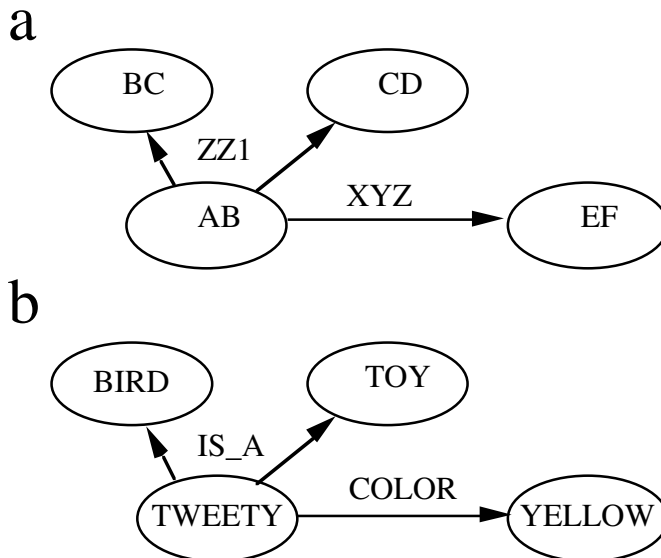 a
BC
CD
ZZ1
AB
XYZ
EF
b
BIRD
TOY
IS_A
COLOR
TWEETY
YELLOW